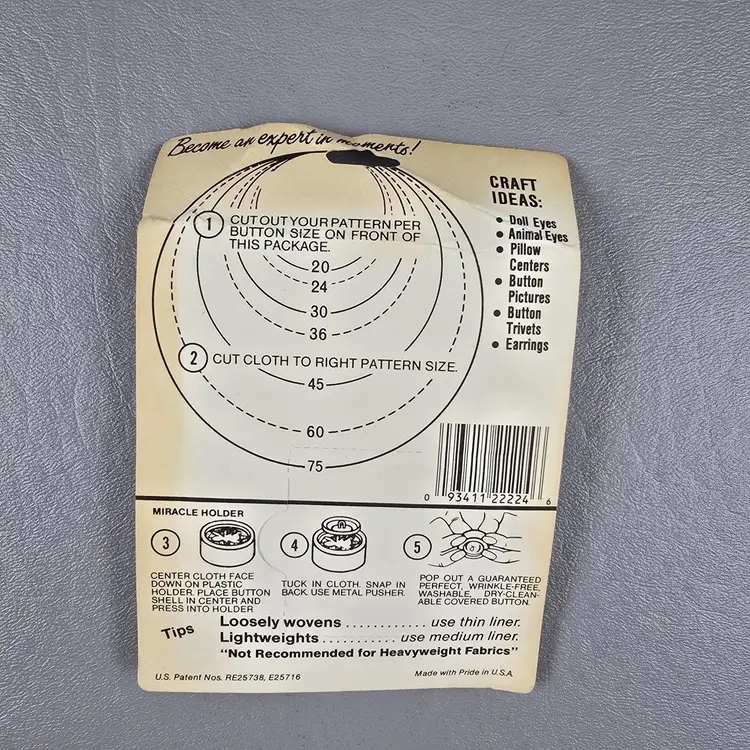 Become an expert in moments!
1 CUT OUT YOUR PATTERN PER
BUTTON SIZE ON FRONT OF
THIS PACKAGE.
20
24
30
36
2 CUT CLOTH TO RIGHT PATTERN SIZE.
45
60
75
CRAFT
IDEAS:
• Doll Eyes
• Animal Eyes
• Pillow
Centers
• Button
Pictures
• Button
Trivets
• Earrings
0 93411 22224 6
MIRACLE HOLDER
3
CENTER CLOTH FACE
DOWN ON PLASTIC
HOLDER. PLACE BUTTON
SHELL IN CENTER AND
PRESS INTO HOLDER
4
TUCK IN CLOTH. SNAP IN
BACK. USE METAL PUSHER.
5
POP OUT A GUARANTEED
PERFECT, WRINKLE-FREE,
WASHABLE, DRY-CLEAN-
ABLE COVERED BUTTON.
Tips
Loosely wovens ............ use thin liner.
Lightweights ........... use medium liner.
"Not Recommended for Heavyweight Fabrics"
U.S. Patent Nos. RE25738, E25716
Made with Pride in U.S.A.